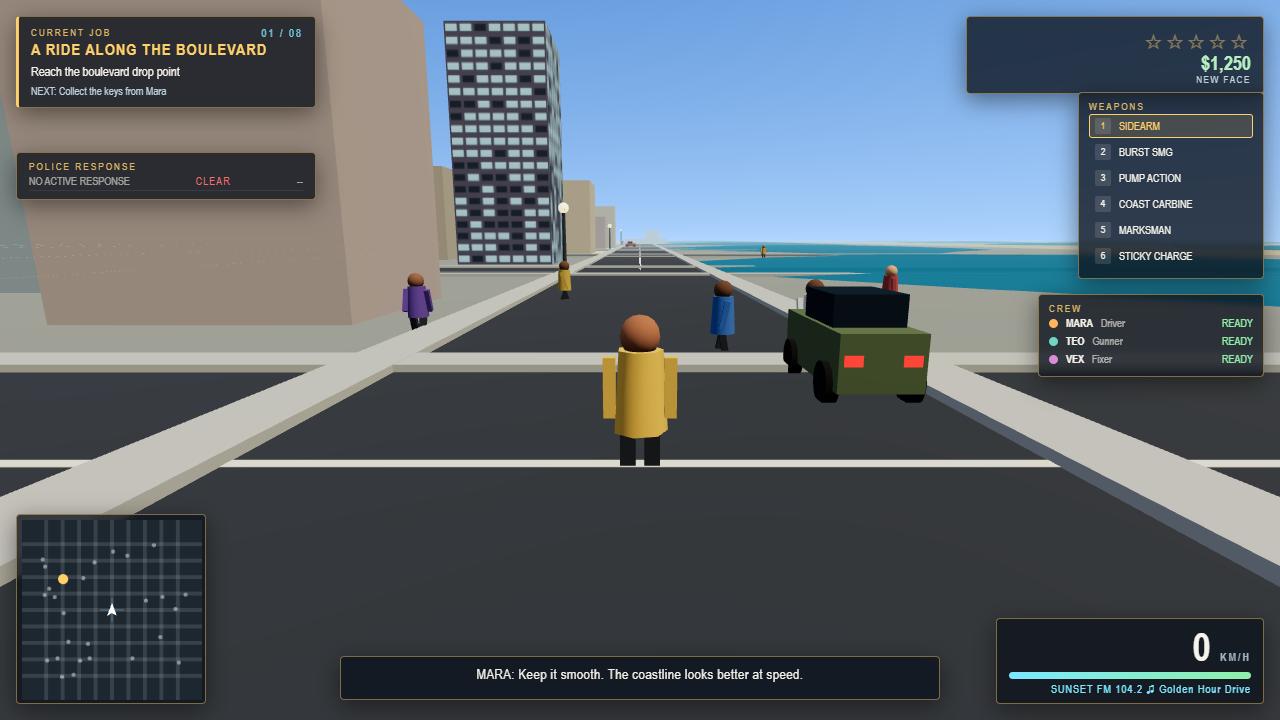 CURRENT JOB 01 / 08
A RIDE ALONG THE BOULEVARD
Reach the boulevard drop point
NEXT: Collect the keys from Mara
POLICE RESPONSE
NO ACTIVE RESPONSE CLEAR –
☆☆☆☆☆
$1,250
NEW FACE
WEAPONS
1 SIDEARM
2 BURST SMG
3 PUMP ACTION
4 COAST CARBINE
5 MARKSMAN
6 STICKY CHARGE
CREW
MARA Driver READY
TEO Gunner READY
VEX Fixer READY
MARA: Keep it smooth. The coastline looks better at speed.
0 KM/H
SUNSET FM 104.2 ♫ Golden Hour Drive